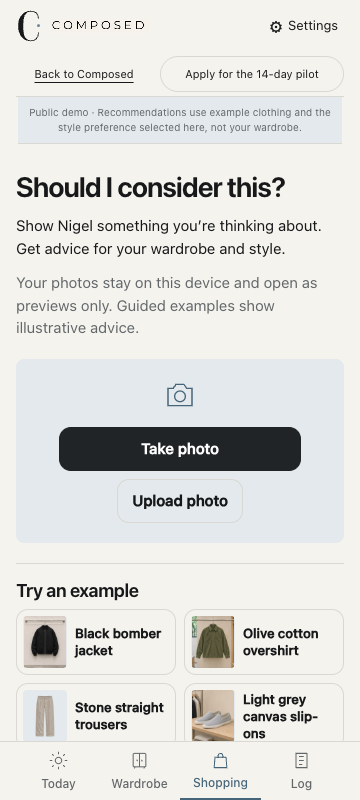 C COMPOSED
Settings
Back to Composed
Apply for the 14-day pilot
Public demo · Recommendations use example clothing and the
style preference selected here, not your wardrobe.
Should I consider this?
Show Nigel something you’re thinking about.
Get advice for your wardrobe and style.
Your photos stay on this device and open as
previews only. Guided examples show
illustrative advice.
Take photo
Upload photo
Try an example
Black bomber
jacket
Olive cotton
overshirt
Stone straight
trousers
Light grey
canvas slip-
ons
Today
Wardrobe
Shopping
Log